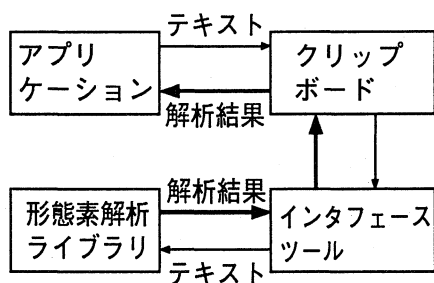 テキスト
アプリ
ケーション
クリップ
ボード
解析結果
解析結果
形態素解析
ライブラリ
インタフェース
ツール
テキスト